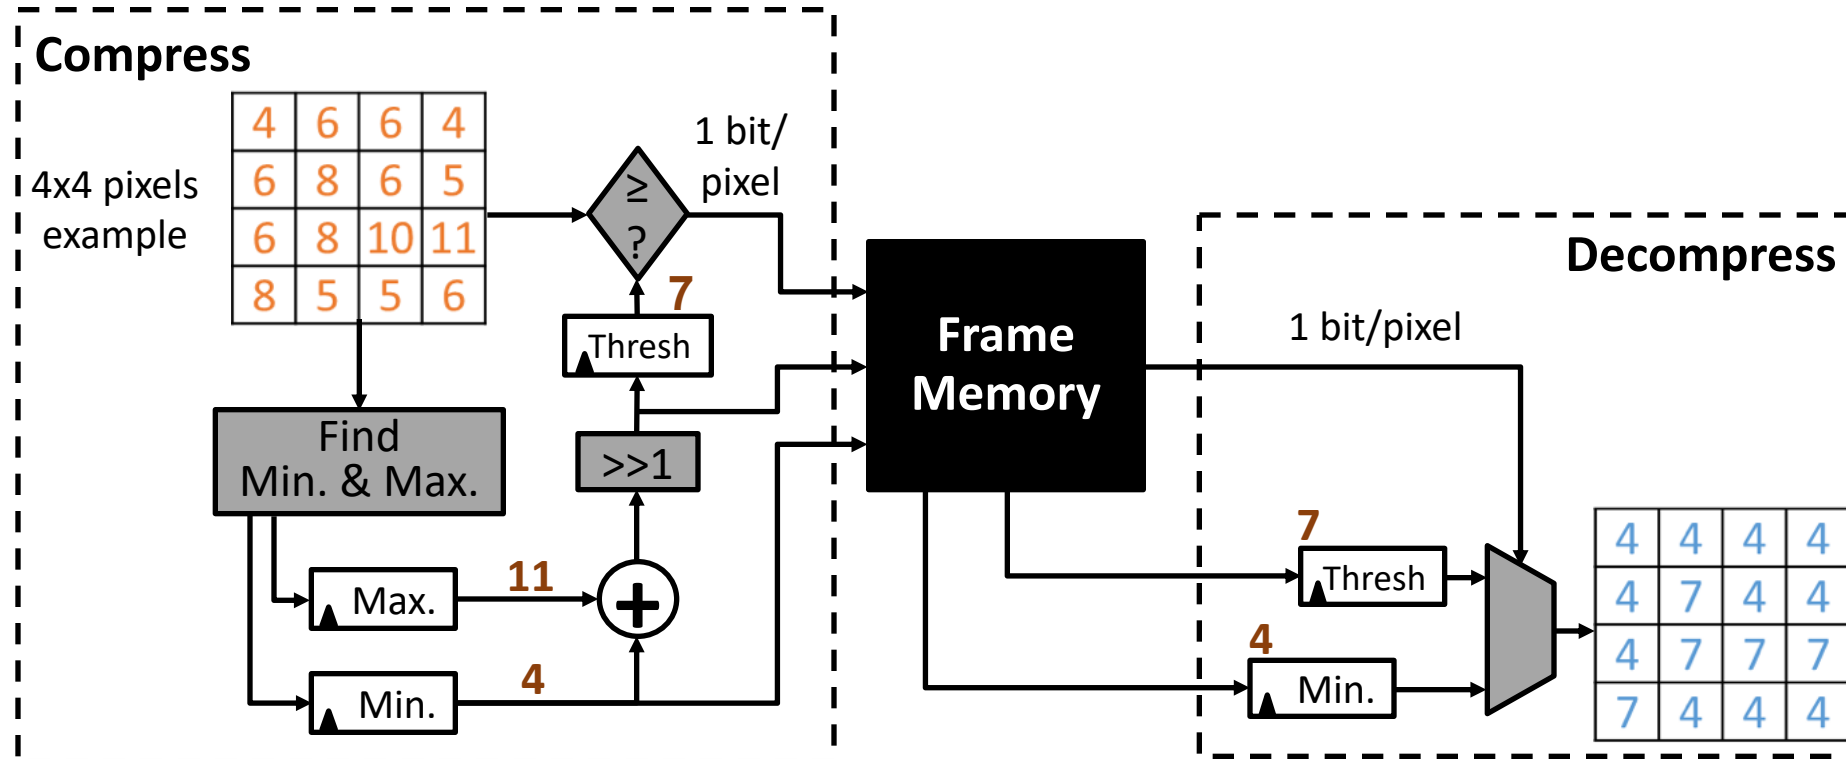 Compress
4x4 pixels
example
4 6 6 4
6 8 6 5
6 8 10 11
8 5 5 6
≥
?
1 bit/
pixel
7
Thresh
Find
Min. & Max.
>>1
Max.
11
+
Min.
4
Frame
Memory
Decompress
1 bit/pixel
7
Thresh
4
Min.
4 4 4 4
4 7 4 4
4 7 7 7
7 4 4 4